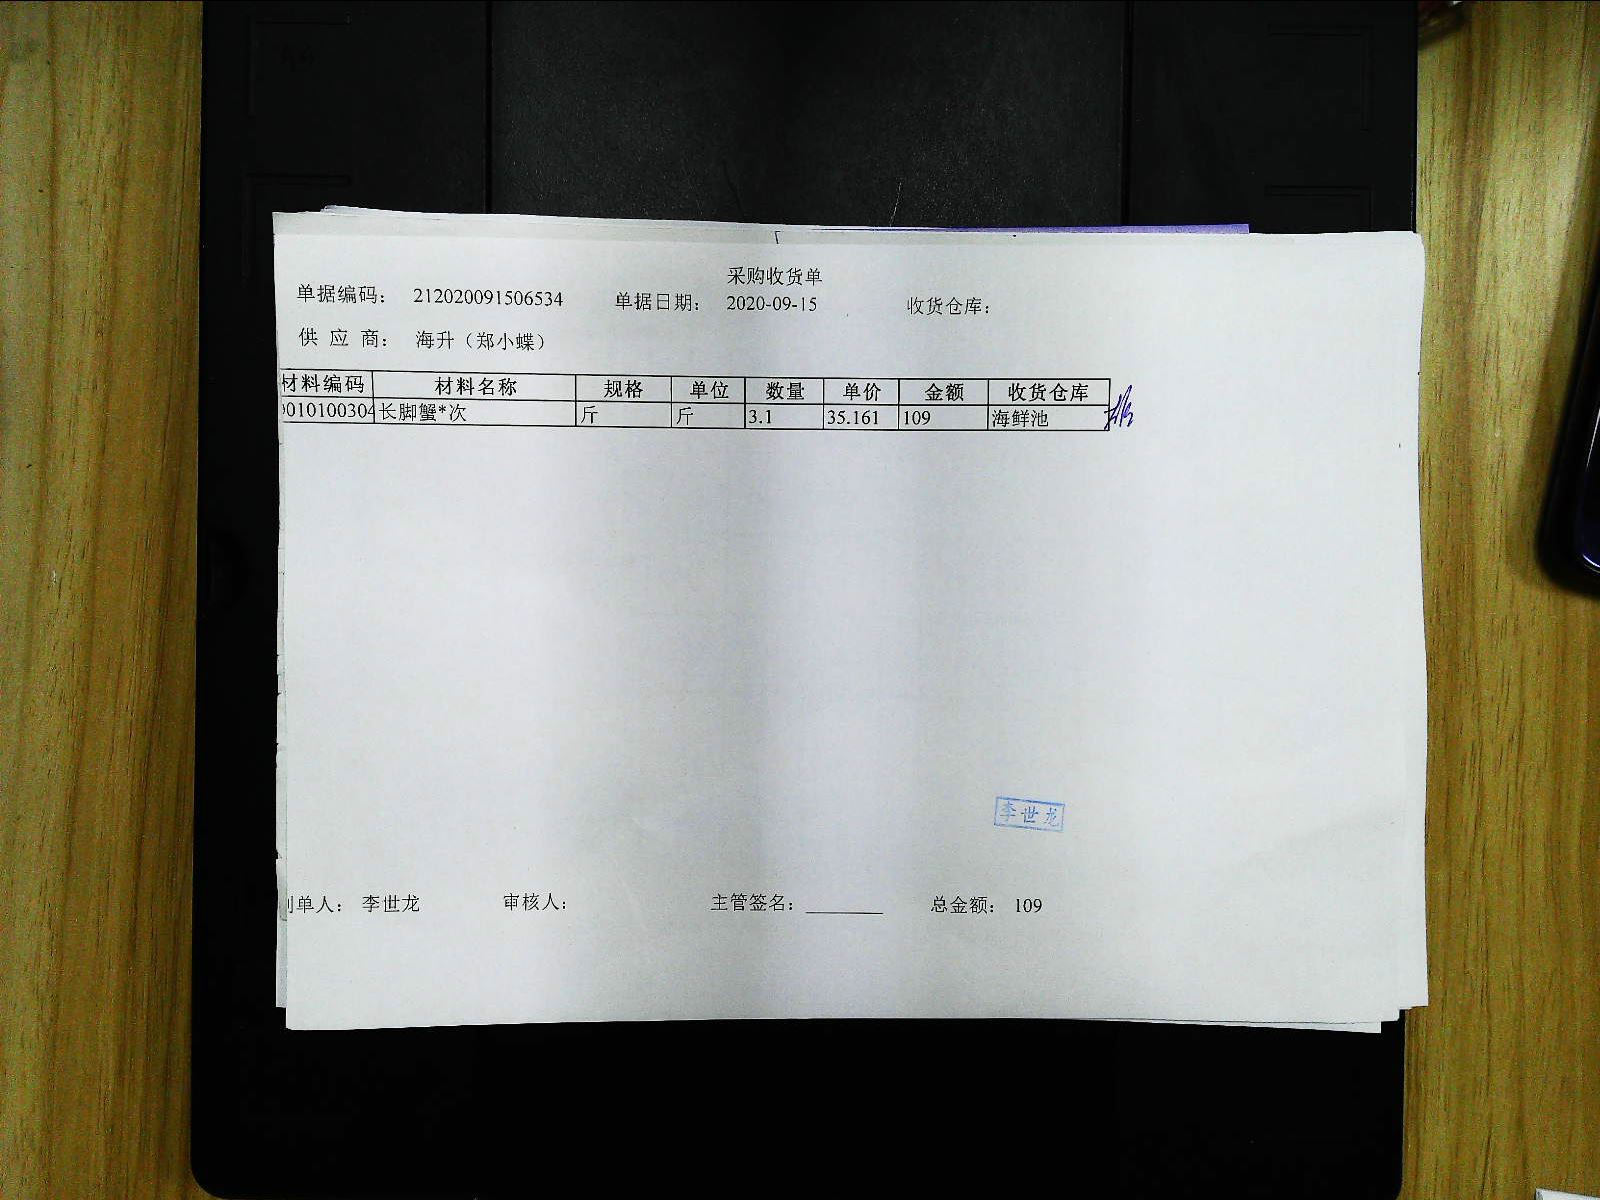 采购收货单
单据编码： 212020091506534 单据日期： 2020-09-15 收货仓库：
供 应 商： 海升（郑小蝶）
材料编码 材料名称 规格 单位 数量 单价 金额 收货仓库
010100304 长脚蟹*次 斤 斤 3.1 35.161 109 海鲜池
李世龙
制单人： 李世龙 审核人： 主管签名：________ 总金额： 109